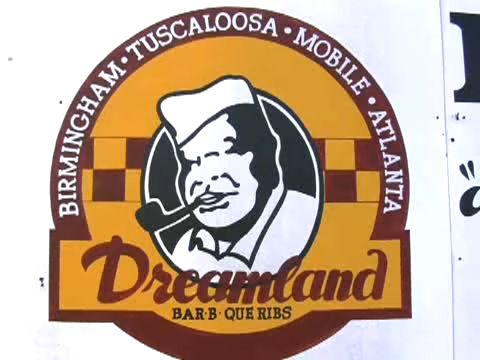 BIRMINGHAM • TUSCALOOSA • MOBILE • ATLANTA
Dreamland
BAR·B·QUE RIBS